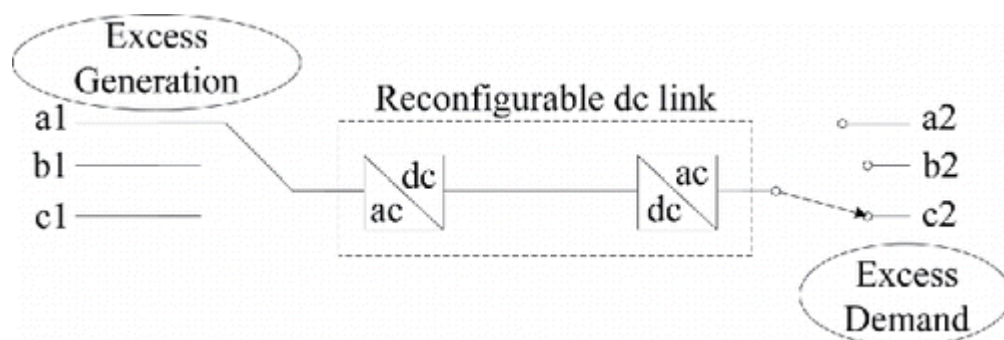 Excess
Generation
a1
b1
c1
Reconfigurable dc link
dc
ac
ac
dc
a2
b2
c2
Excess
Demand